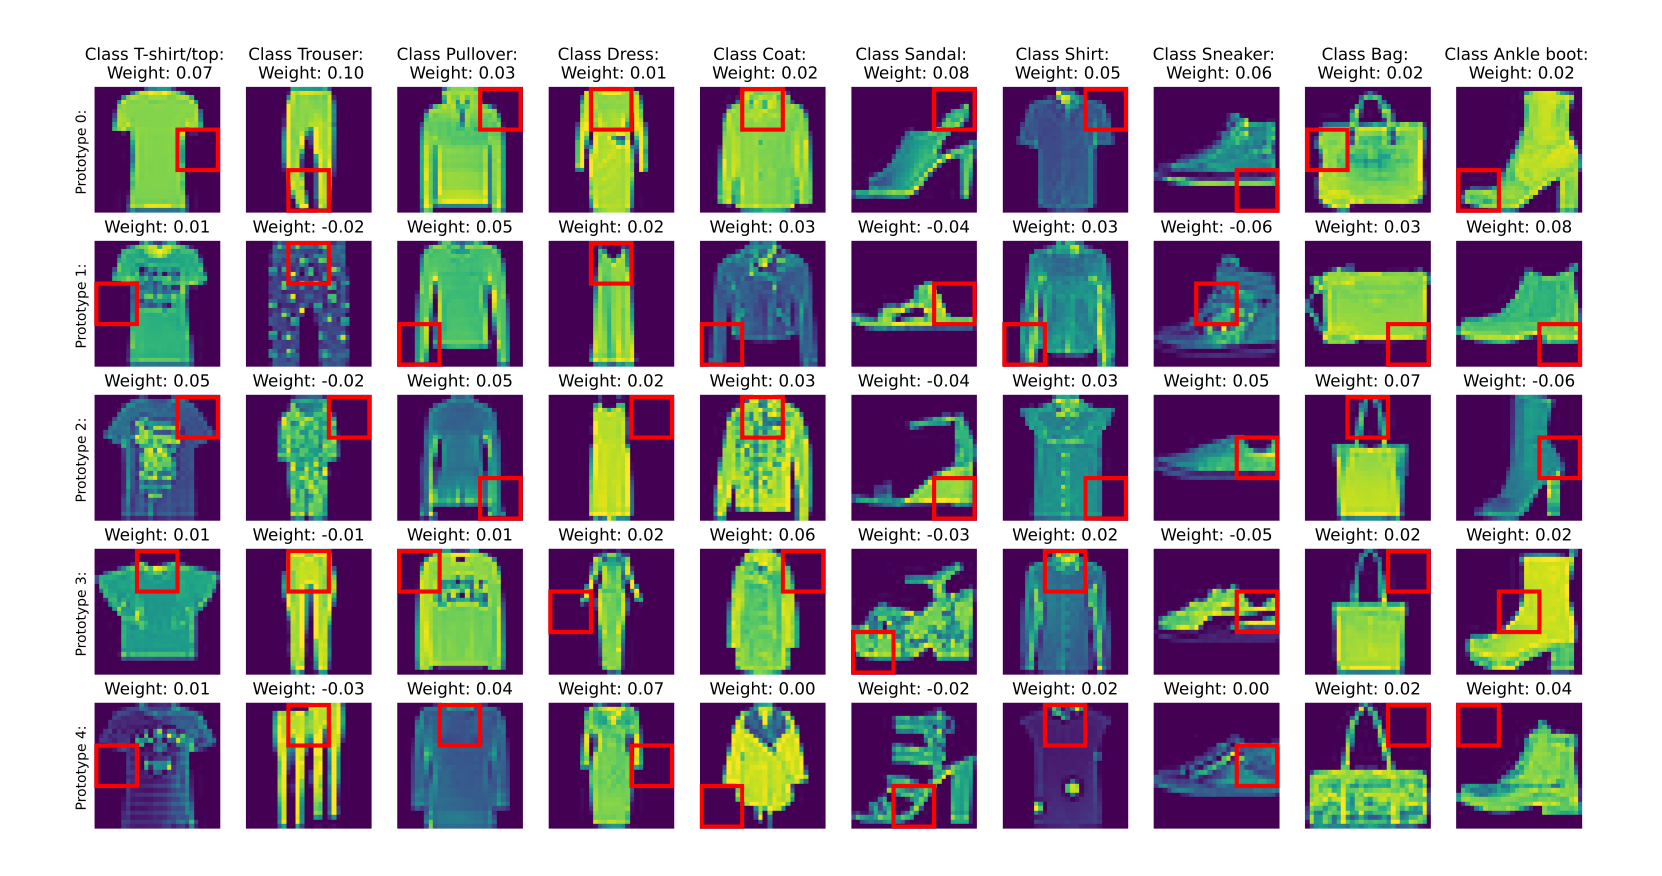 Class T-shirt/top: Class Trouser: Class Pullover: Class Dress: Class Coat: Class Sandal: Class Shirt: Class Sneaker: Class Bag: Class Ankle boot:
Weight: 0.07 Weight: 0.10 Weight: 0.03 Weight: 0.01 Weight: 0.02 Weight: 0.08 Weight: 0.05 Weight: 0.06 Weight: 0.02 Weight: 0.02
Prototype 0:
Weight: 0.01 Weight: -0.02 Weight: 0.05 Weight: 0.02 Weight: 0.03 Weight: -0.04 Weight: 0.03 Weight: -0.06 Weight: 0.03 Weight: 0.08
Prototype 1:
Weight: 0.05 Weight: -0.02 Weight: 0.05 Weight: 0.02 Weight: 0.03 Weight: -0.04 Weight: 0.03 Weight: 0.05 Weight: 0.07 Weight: -0.06
Prototype 2:
Weight: 0.01 Weight: -0.01 Weight: 0.01 Weight: 0.02 Weight: 0.06 Weight: -0.03 Weight: 0.02 Weight: -0.05 Weight: 0.02 Weight: 0.02
Prototype 3:
Weight: 0.01 Weight: -0.03 Weight: 0.04 Weight: 0.07 Weight: 0.00 Weight: -0.02 Weight: 0.02 Weight: 0.00 Weight: 0.02 Weight: 0.04
Prototype 4: